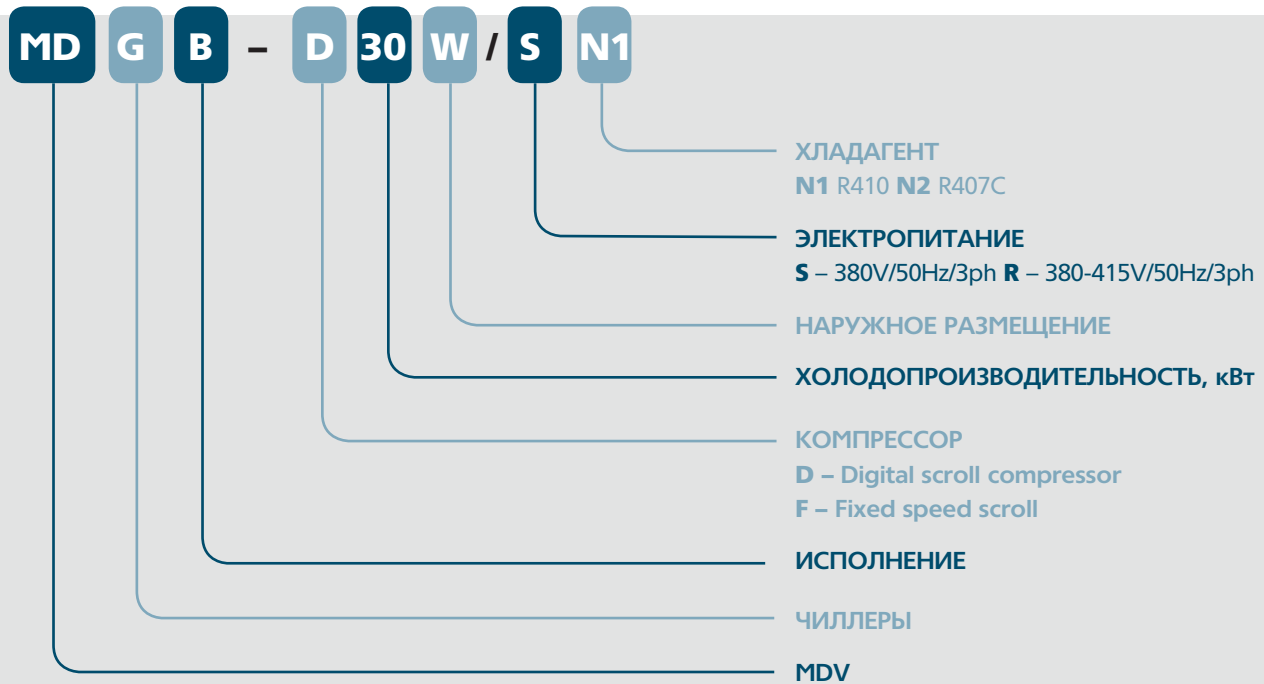 MD G B – D 30 W / S N1
ХЛАДАГЕНТ
N1 R410 N2 R407C
ЭЛЕКТРОПИТАНИЕ
S – 380V/50Hz/3ph R – 380-415V/50Hz/3ph
НАРУЖНОЕ РАЗМЕЩЕНИЕ
ХОЛОДОПРОИЗВОДИТЕЛЬНОСТЬ, кВт
КОМПРЕССОР
D – Digital scroll compressor
F – Fixed speed scroll
ИСПОЛНЕНИЕ
ЧИЛЛЕРЫ
MDV